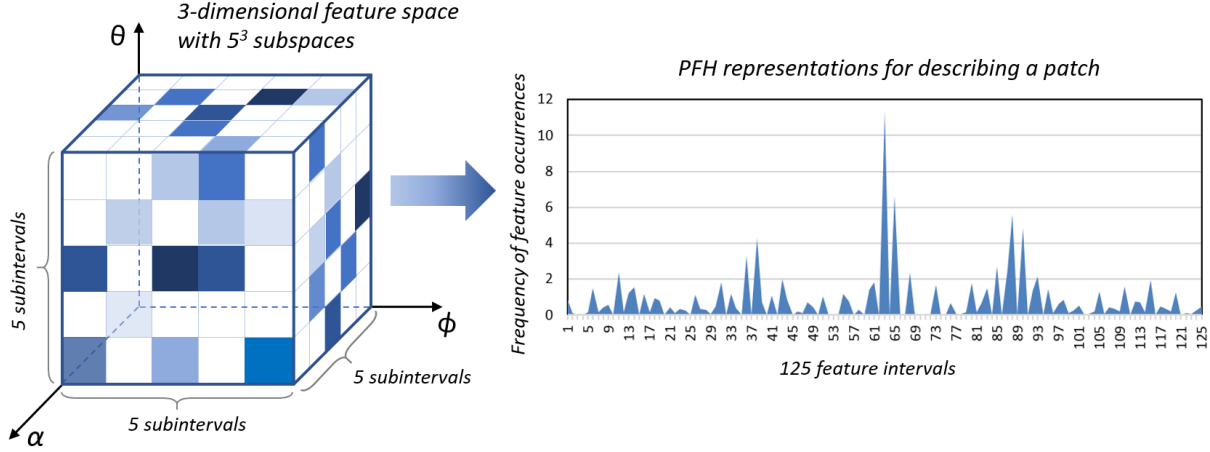 3-dimensional feature space
with 5³ subspaces
θ
ϕ
α
5 subintervals
5 subintervals
5 subintervals
PFH representations for describing a patch
Frequency of feature occurrences
12
10
8
6
4
2
0
1 5 9 13 17 21 25 29 33 37 41 45 49 53 57 61 65 69 73 77 81 85 89 93 97 101 105 109 113 117 121 125
125 feature intervals